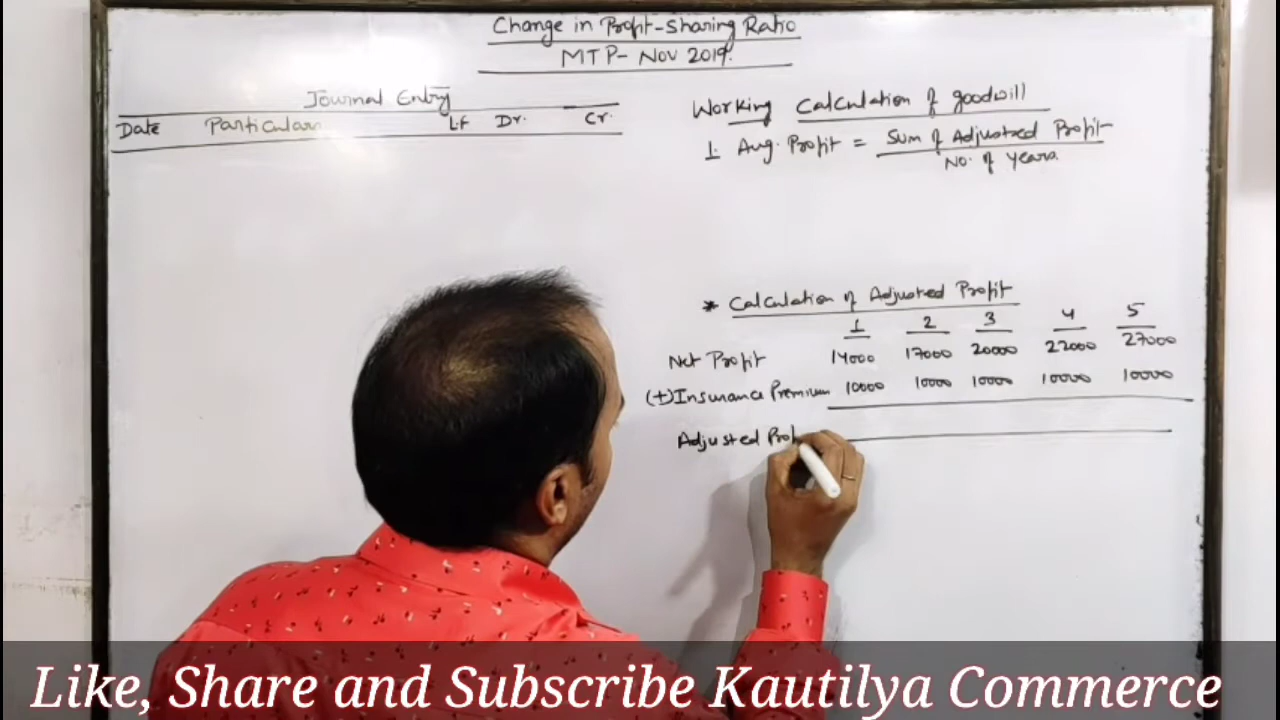 Change in Profit-Sharing Ratio
MTP- Nov 2019.
Journal Entry
Date Particulars L.f Dr. Cr.
Working Calculation of goodwill
1. Avg. Profit = Sum of Adjusted Profit
No. of Years.
* Calculation of Adjusted Profit
1 2 3 4 5
Net Profit 14000 17000 20000 22000 27000
(+) Insurance Premium 10000 10000 10000 10000 10000
Adjusted Prof
Like, Share and Subscribe Kautilya Commerce